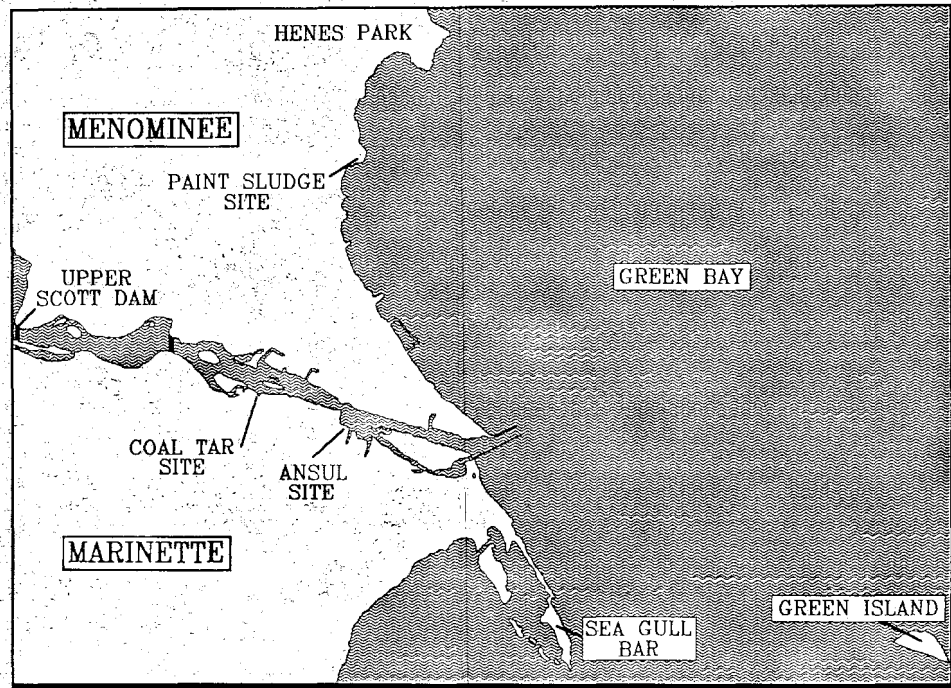 HENES PARK
MENOMINEE
PAINT SLUDGE
SITE
GREEN BAY
UPPER
SCOTT DAM
COAL TAR
SITE
ANSUL
SITE
MARINETTE
GREEN ISLAND
SEA GULL
BAR